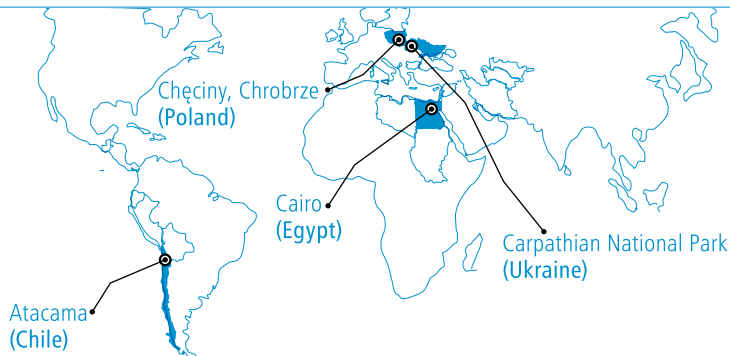 Chęciny, Chrobrze
(Poland)
Cairo
(Egypt)
Carpathian National Park
(Ukraine)
Atacama
(Chile)